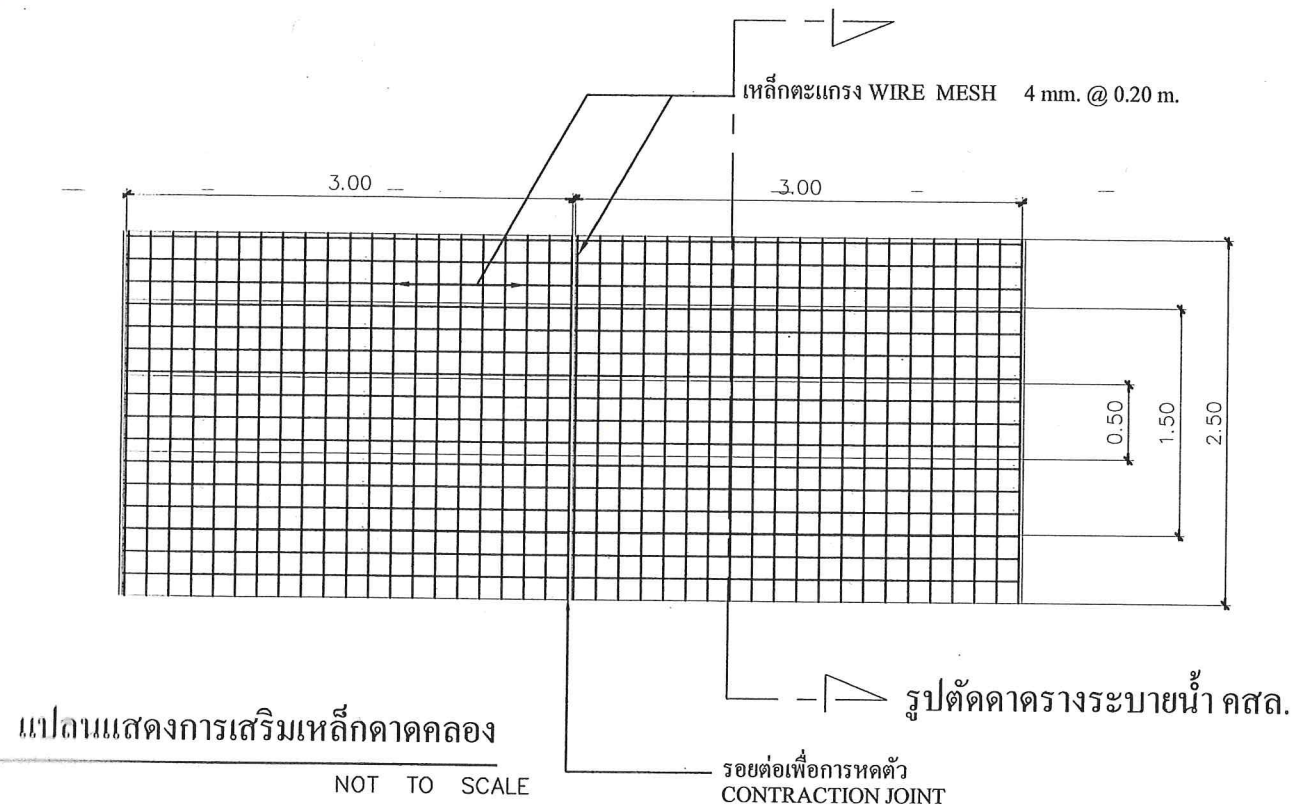 เหล็กตะแกรง WIRE MESH 4 mm. @ 0.20 m.
3.00
3.00
0.50
1.50
2.50
รูปตัดดาดรางระบายน้ำ คสล.
แปลนแสดงการเสริมเหล็กดาดคลอง
NOT TO SCALE
รอยต่อเพื่อการหดตัว
CONTRACTION JOINT